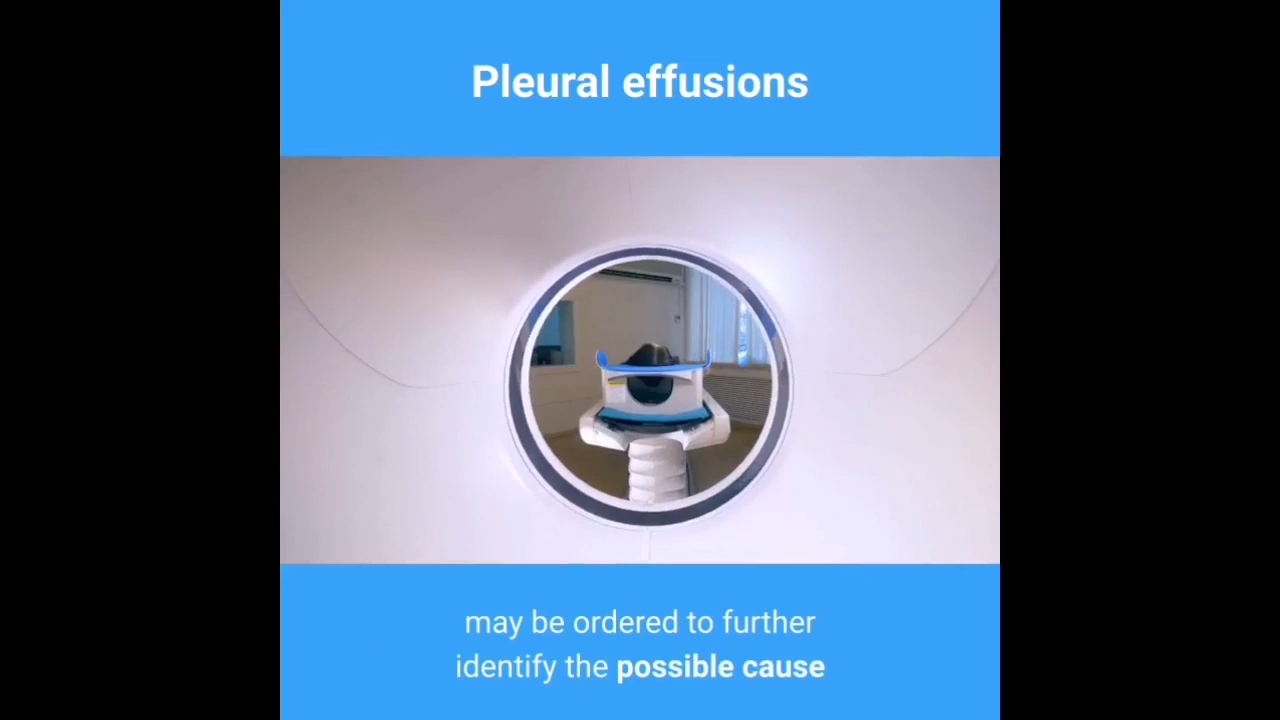 Pleural effusions
may be ordered to further
identify the possible cause